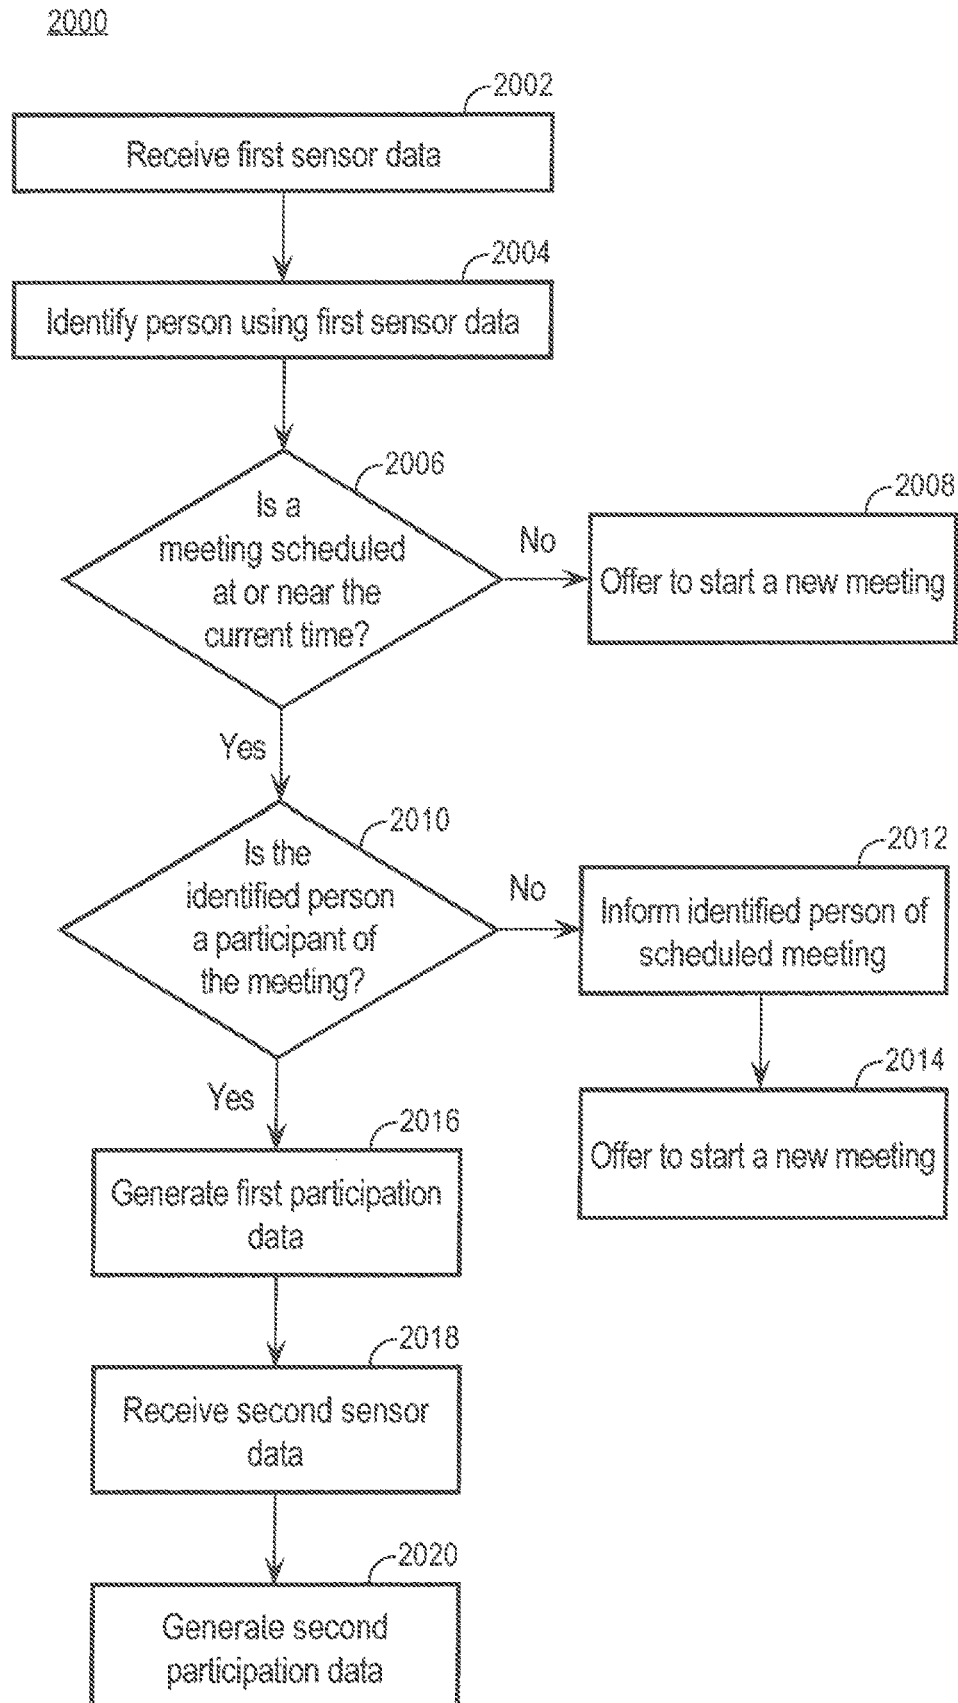 2000
2002
Receive first sensor data
2004
Identify person using first sensor data
2006
Is a
meeting scheduled
at or near the
current time?
No
2008
Offer to start a new meeting
Yes
2010
Is the
identified person
a participant of
the meeting?
No
2012
Inform identified person of
scheduled meeting
2014
Offer to start a new meeting
Yes
2016
Generate first participation
data
2018
Receive second sensor
data
2020
Generate second
participation data